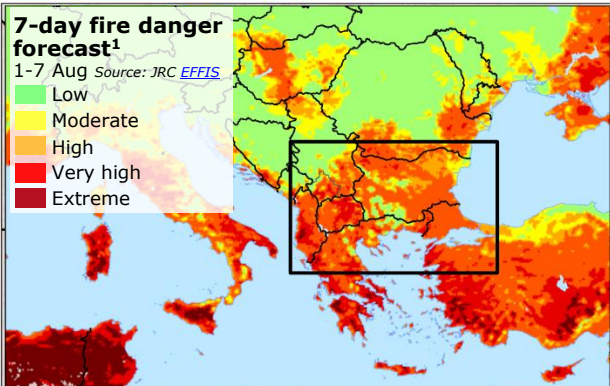 7-day fire danger
forecast1
1-7 Aug Source: JRC EFFIS
Low
Moderate
High
Very high
Extreme